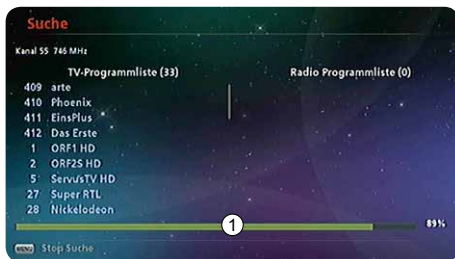 Suche
Kanal 55 746 MHz
TV-Programmliste (33) Radio Programmliste (0)
409 arte
410 Phoenix
411 EinsPlus
412 Das Erste
1 ORF1 HD
2 ORF2S HD
5 ServusTV HD
27 Super RTL
28 Nickelodeon
1
89%
MENU Stop Suche